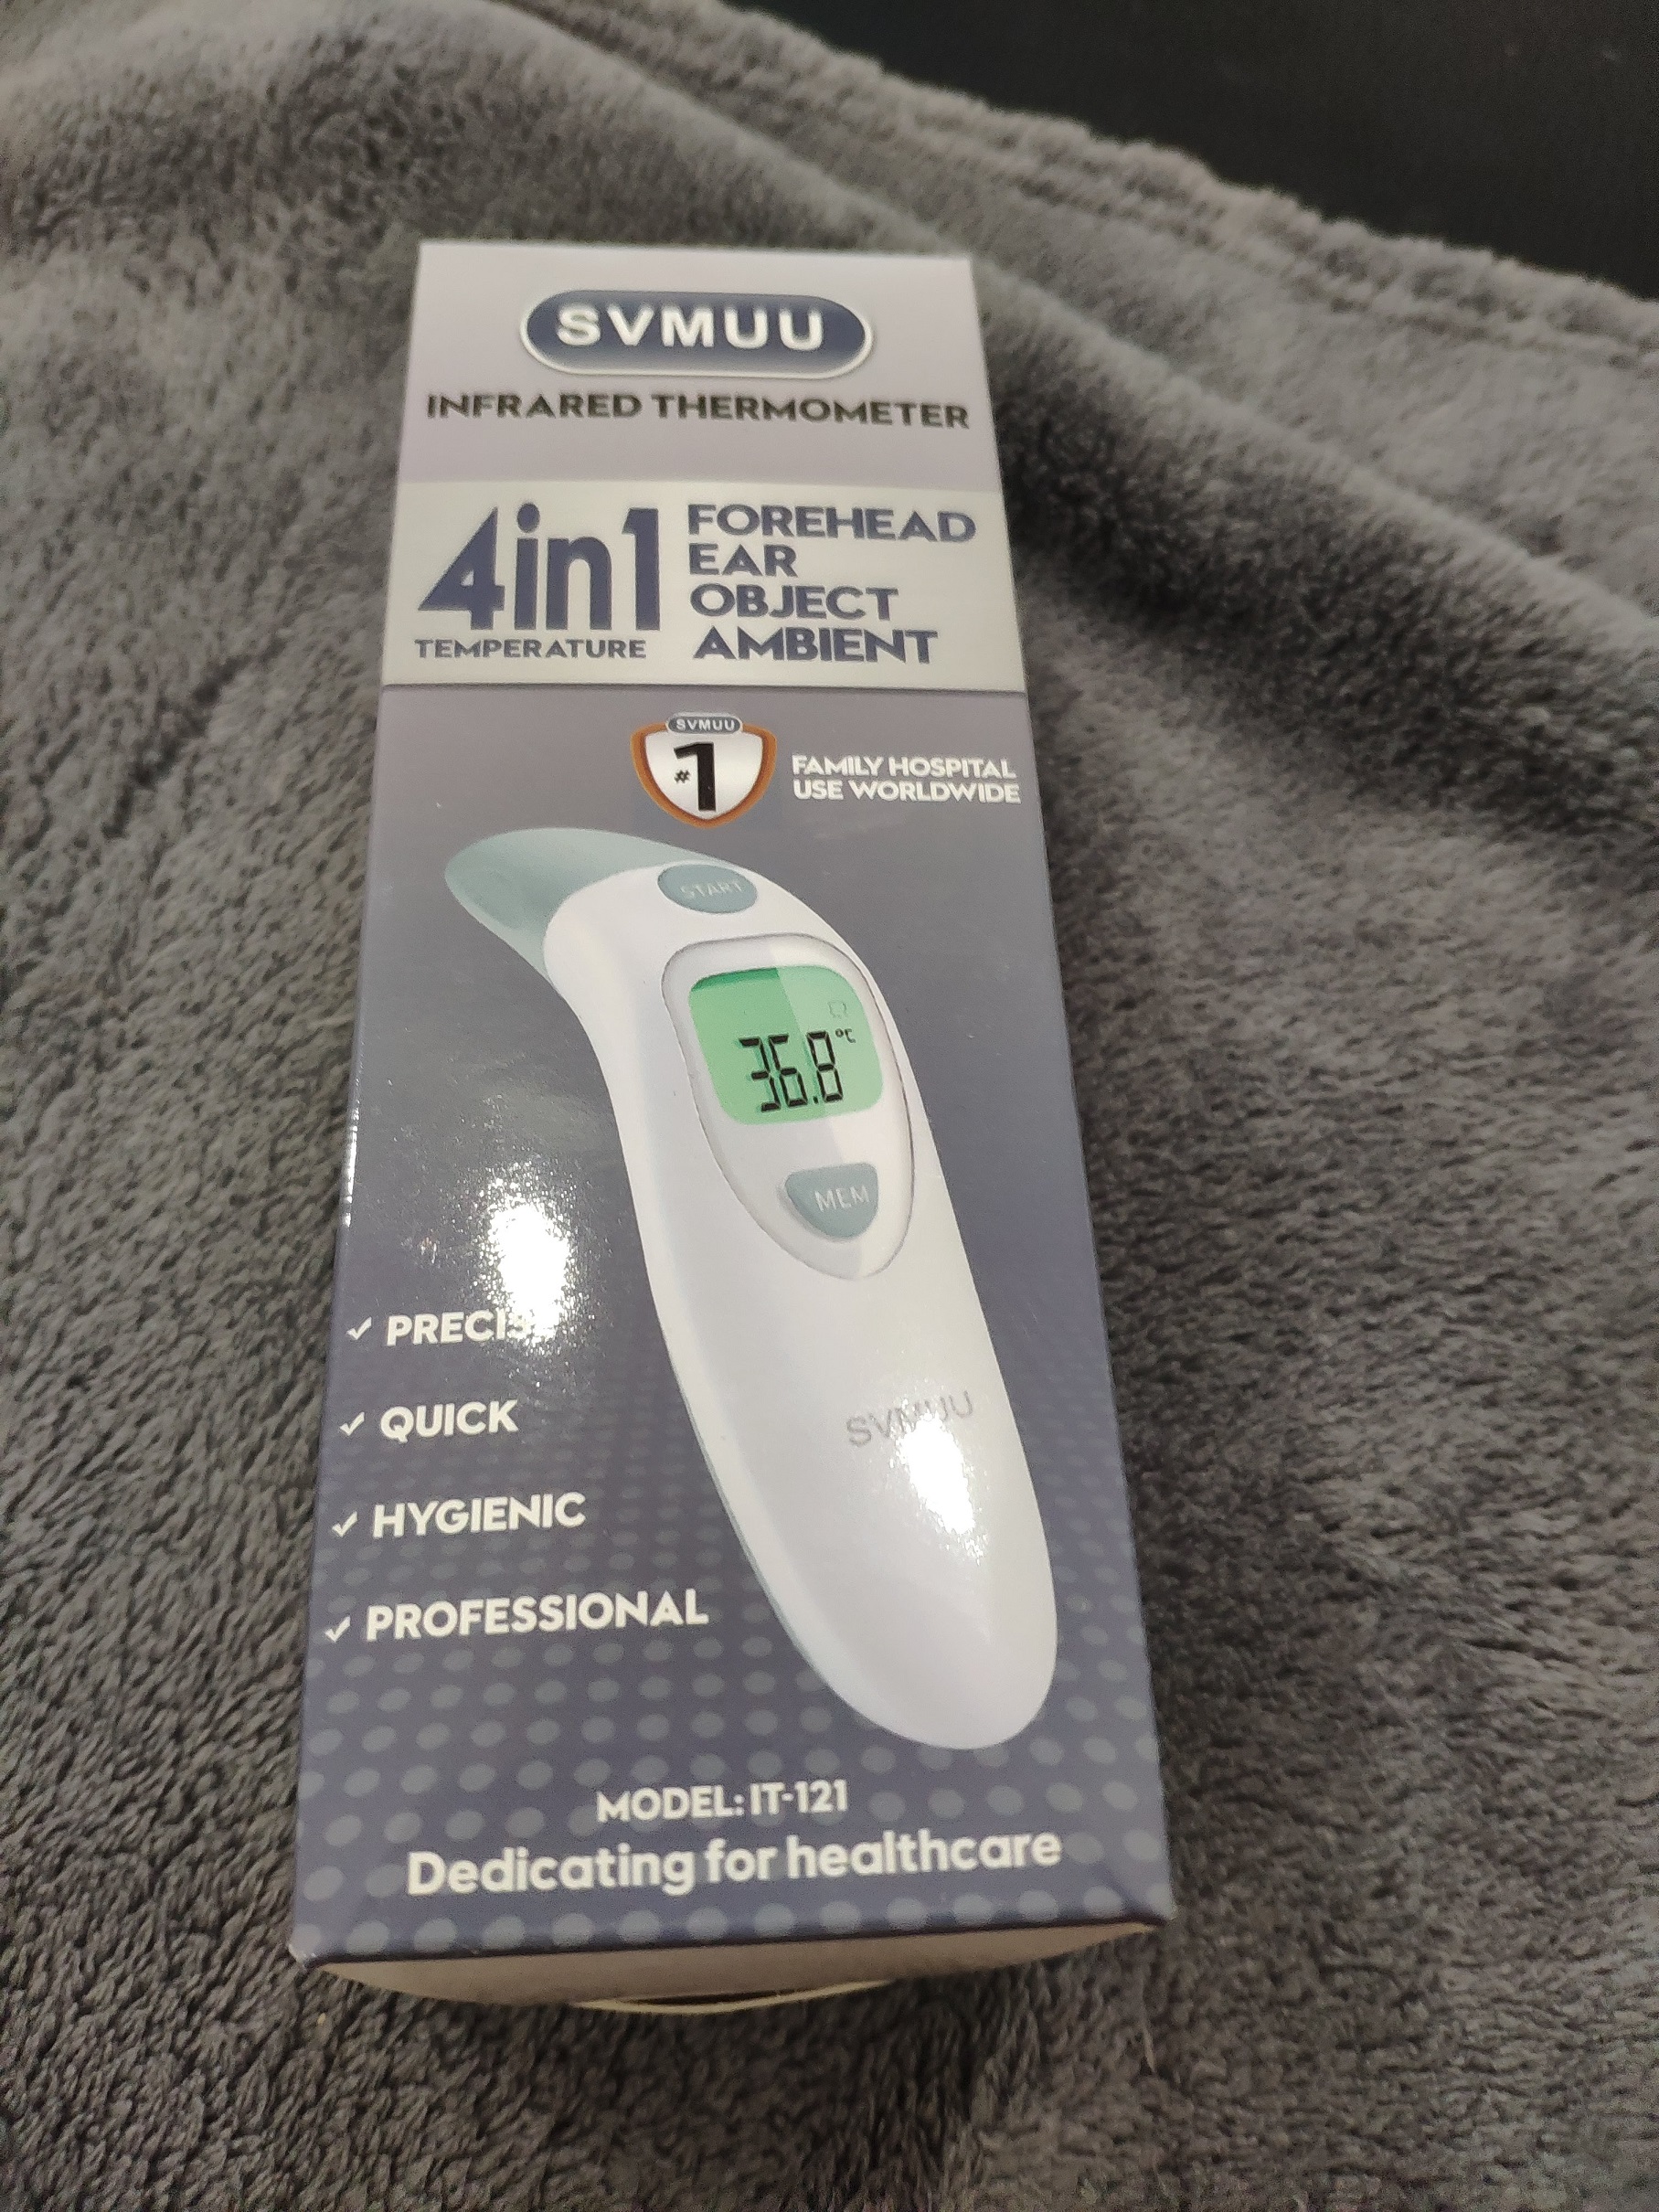 SVMUU
INFRARED THERMOMETER
4in1
TEMPERATURE
FOREHEAD
EAR
OBJECT
AMBIENT
SVMUU
#1
FAMILY HOSPITAL
USE WORLDWIDE
START
36.8°C
MEM
SVMUU
✓ PRECISE
✓ QUICK
✓ HYGIENIC
✓ PROFESSIONAL
MODEL: IT-121
Dedicating for healthcare